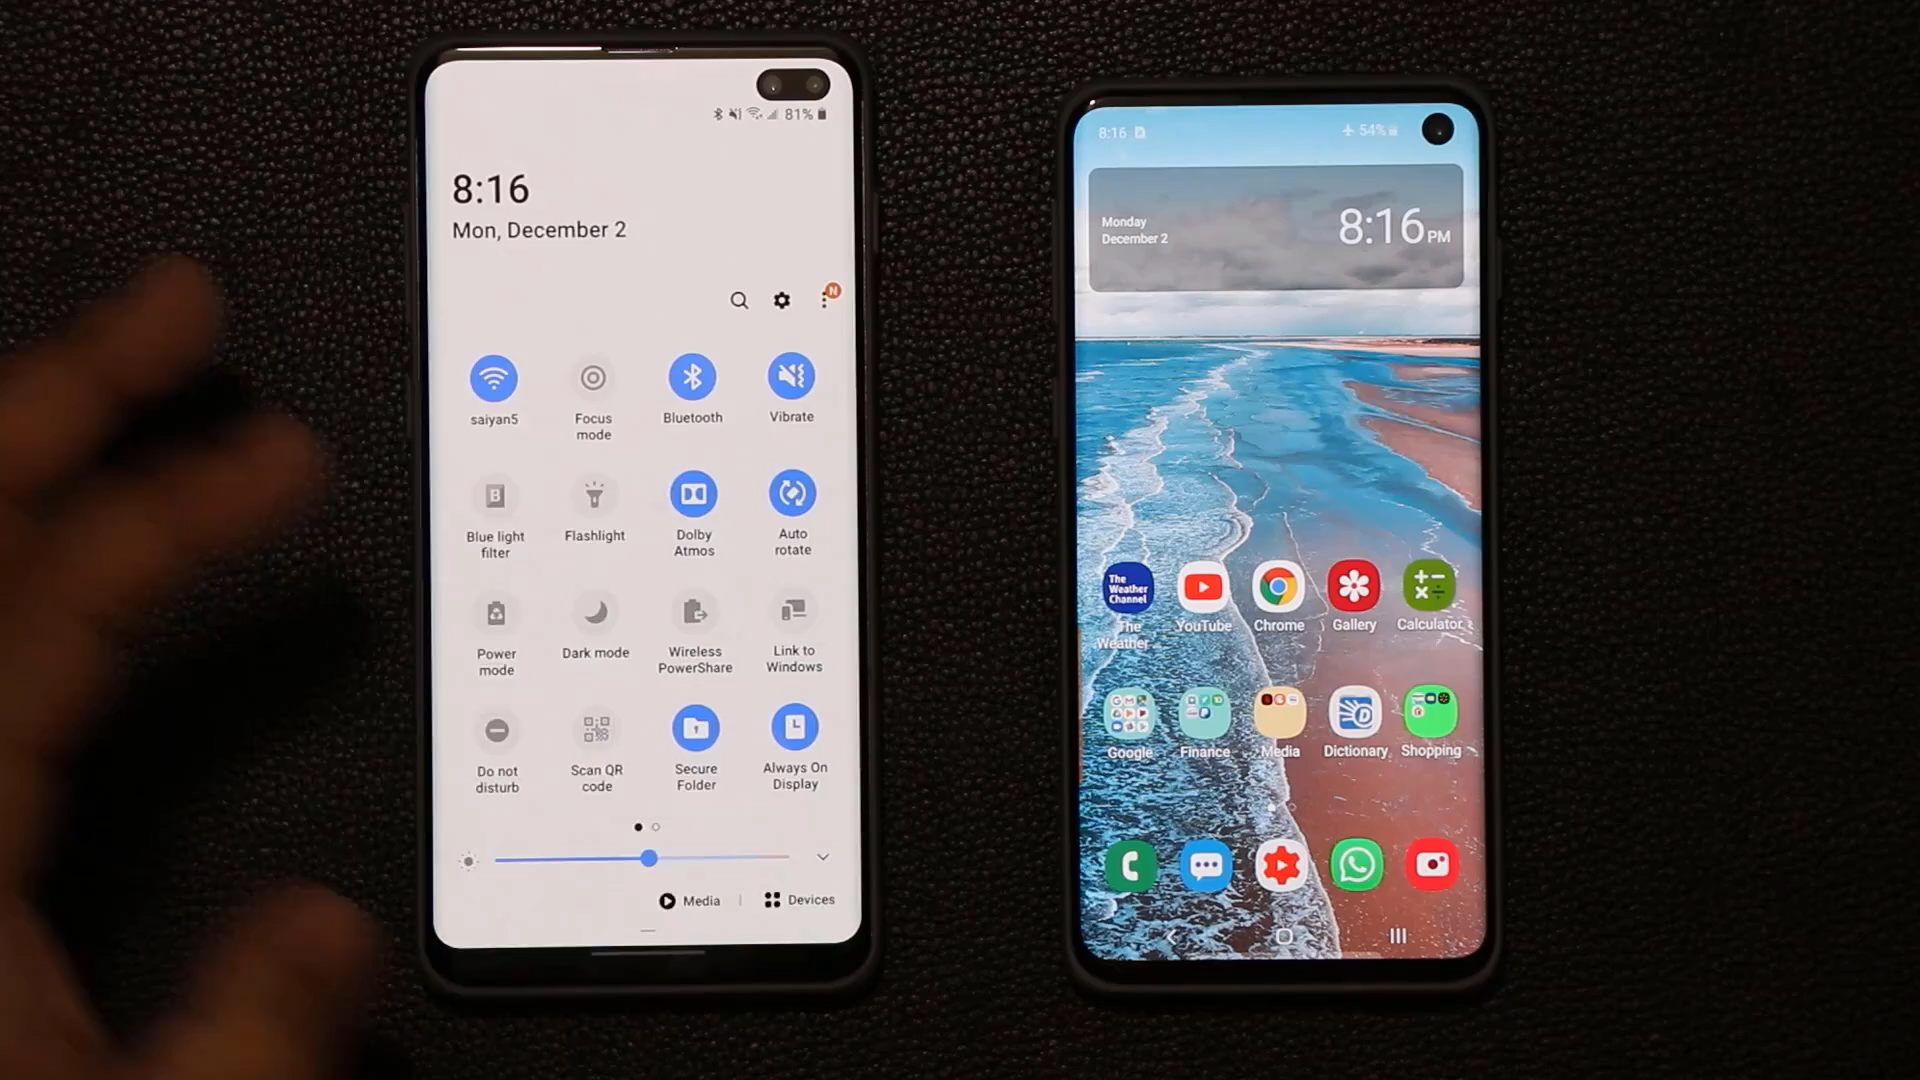 81%
8:16
Mon, December 2
N
saiyan5
Focus
mode
Bluetooth
Vibrate
B
Blue light
filter
Flashlight
Dolby
Atmos
Auto
rotate
Power
mode
Dark mode
Wireless
PowerShare
Link to
Windows
Do not
disturb
Scan QR
code
Secure
Folder
Always On
Display
Media
Devices
8:16
54%
Monday
December 2
8:16 PM
The
Weather
Channel
The
Weather...
YouTube
Chrome
Gallery
Calculator
Google
Finance
Media
Dictionary
Shopping